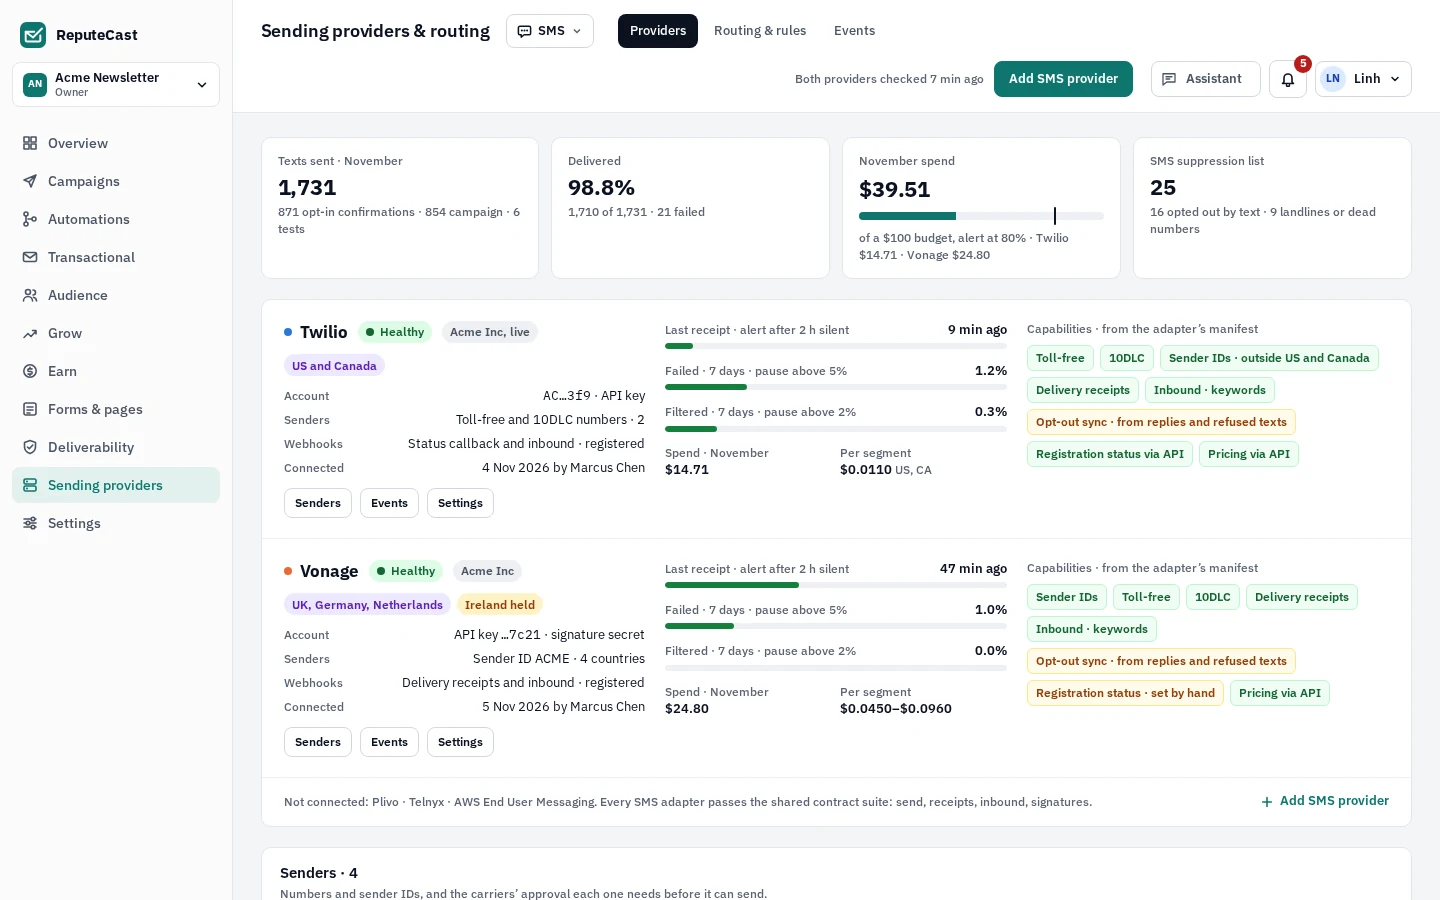 ReputeCast
AN
Acme Newsletter
Owner
Overview
Campaigns
Automations
Transactional
Audience
Grow
Earn
Forms & pages
Deliverability
Sending providers
Settings
Sending providers & routing
SMS
Providers
Routing & rules
Events
Both providers checked 7 min ago
Add SMS provider
Assistant
5
LN
Linh
Texts sent · November
1,731
871 opt-in confirmations · 854 campaign · 6
tests
Delivered
98.8%
1,710 of 1,731 · 21 failed
November spend
$39.51
of a $100 budget, alert at 80% · Twilio
$14.71 · Vonage $24.80
SMS suppression list
25
16 opted out by text · 9 landlines or dead
numbers
Twilio
Healthy
Acme Inc, live
US and Canada
Account
AC…3f9 · API key
Senders
Toll-free and 10DLC numbers · 2
Webhooks
Status callback and inbound · registered
Connected
4 Nov 2026 by Marcus Chen
Senders
Events
Settings
Last receipt · alert after 2 h silent
9 min ago
Failed · 7 days · pause above 5%
1.2%
Filtered · 7 days · pause above 2%
0.3%
Spend · November
$14.71
Per segment
$0.0110 US, CA
Capabilities · from the adapter's manifest
Toll-free
10DLC
Sender IDs · outside US and Canada
Delivery receipts
Inbound · keywords
Opt-out sync · from replies and refused texts
Registration status via API
Pricing via API
Vonage
Healthy
Acme Inc
UK, Germany, Netherlands
Ireland held
Account
API key …7c21 · signature secret
Senders
Sender ID ACME · 4 countries
Webhooks
Delivery receipts and inbound · registered
Connected
5 Nov 2026 by Marcus Chen
Senders
Events
Settings
Last receipt · alert after 2 h silent
47 min ago
Failed · 7 days · pause above 5%
1.0%
Filtered · 7 days · pause above 2%
0.0%
Spend · November
$24.80
Per segment
$0.0450–$0.0960
Capabilities · from the adapter's manifest
Sender IDs
Toll-free
10DLC
Delivery receipts
Inbound · keywords
Opt-out sync · from replies and refused texts
Registration status · set by hand
Pricing via API
Not connected: Plivo · Telnyx · AWS End User Messaging. Every SMS adapter passes the shared contract suite: send, receipts, inbound, signatures.
Add SMS provider
Senders · 4
Numbers and sender IDs, and the carriers' approval each one needs before it can send.